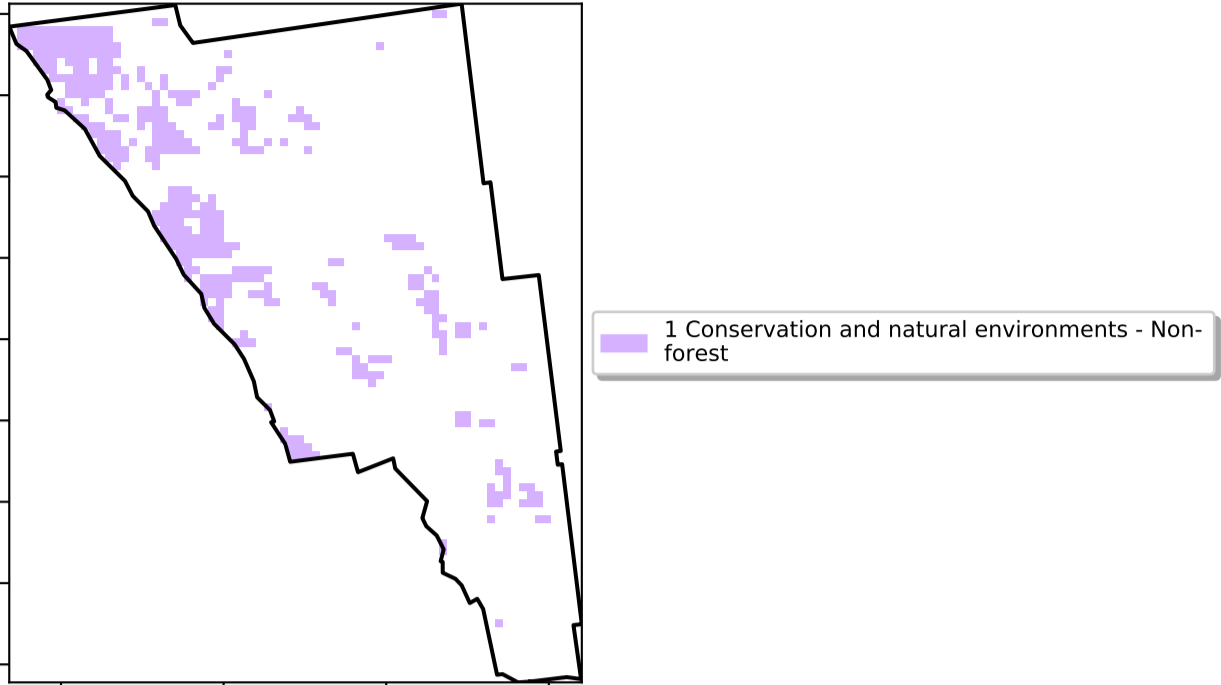 1 Conservation and natural environments - Non-
forest